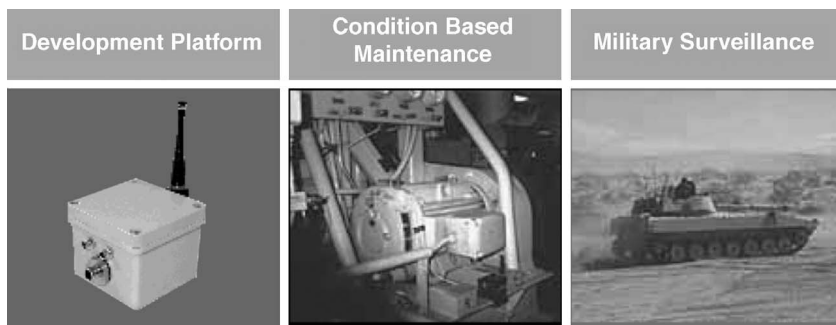 Development Platform
Condition Based
Maintenance
Military Surveillance